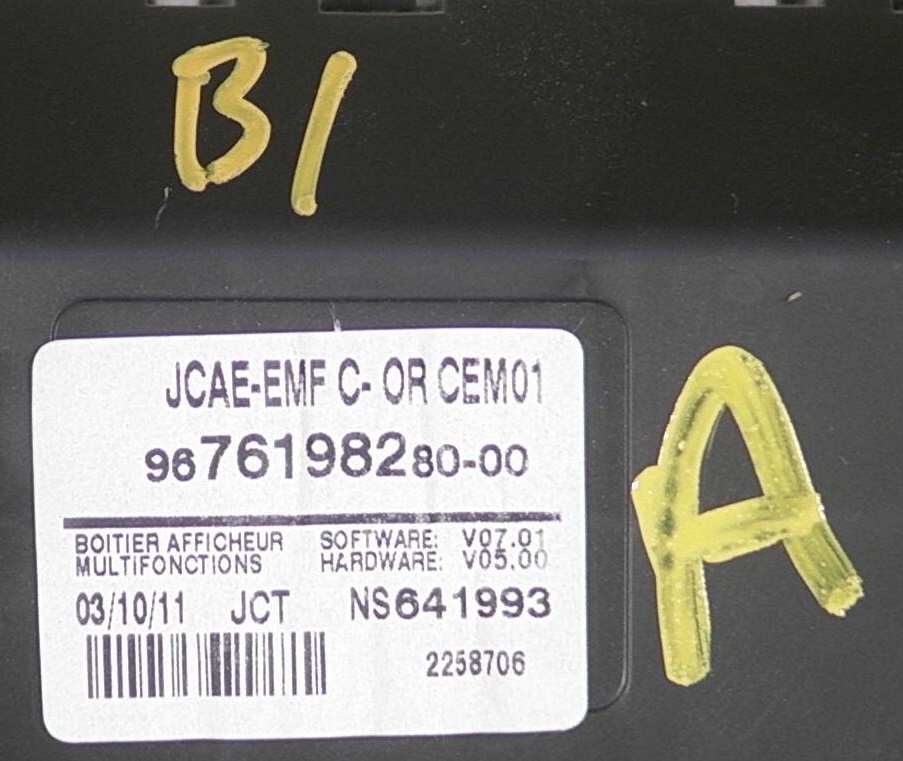 B1
JCAE-EMF C- OR CEM01
9676198280-00
A
BOITIER AFFICHEUR SOFTWARE: V07.01
MULTIFONCTIONS HARDWARE: V05.00
03/10/11 JCT NS641993
2258706